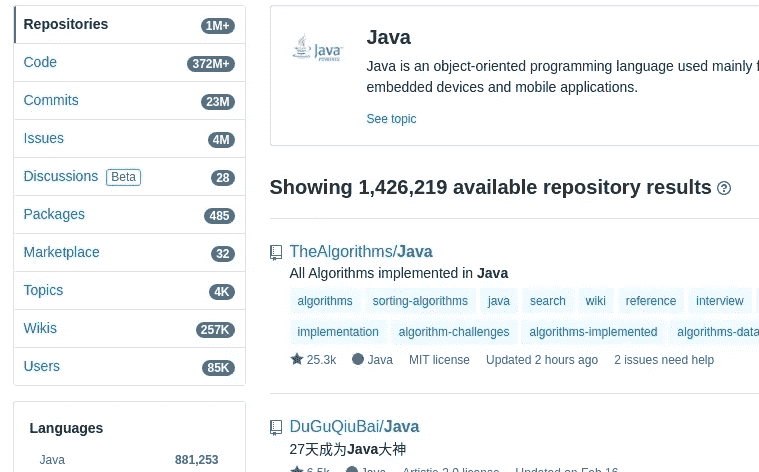 Repositories 1M+
Code 372M+
Commits 23M
Issues 4M
Discussions Beta 28
Packages 485
Marketplace 32
Topics 4K
Wikis 257K
Users 85K
Languages
Java 881,253
Java
Java
Java is an object-oriented programming language used mainly f
embedded devices and mobile applications.
See topic
Showing 1,426,219 available repository results
TheAlgorithms/Java
All Algorithms implemented in Java
algorithms sorting-algorithms java search wiki reference interview
implementation algorithm-challenges algorithms-implemented algorithms-data
25.3k Java MIT license Updated 2 hours ago 2 issues need help
DuGuQiuBai/Java
27天成为Java大神
6.5k Java Artistic-2.0 license Updated on Feb 16